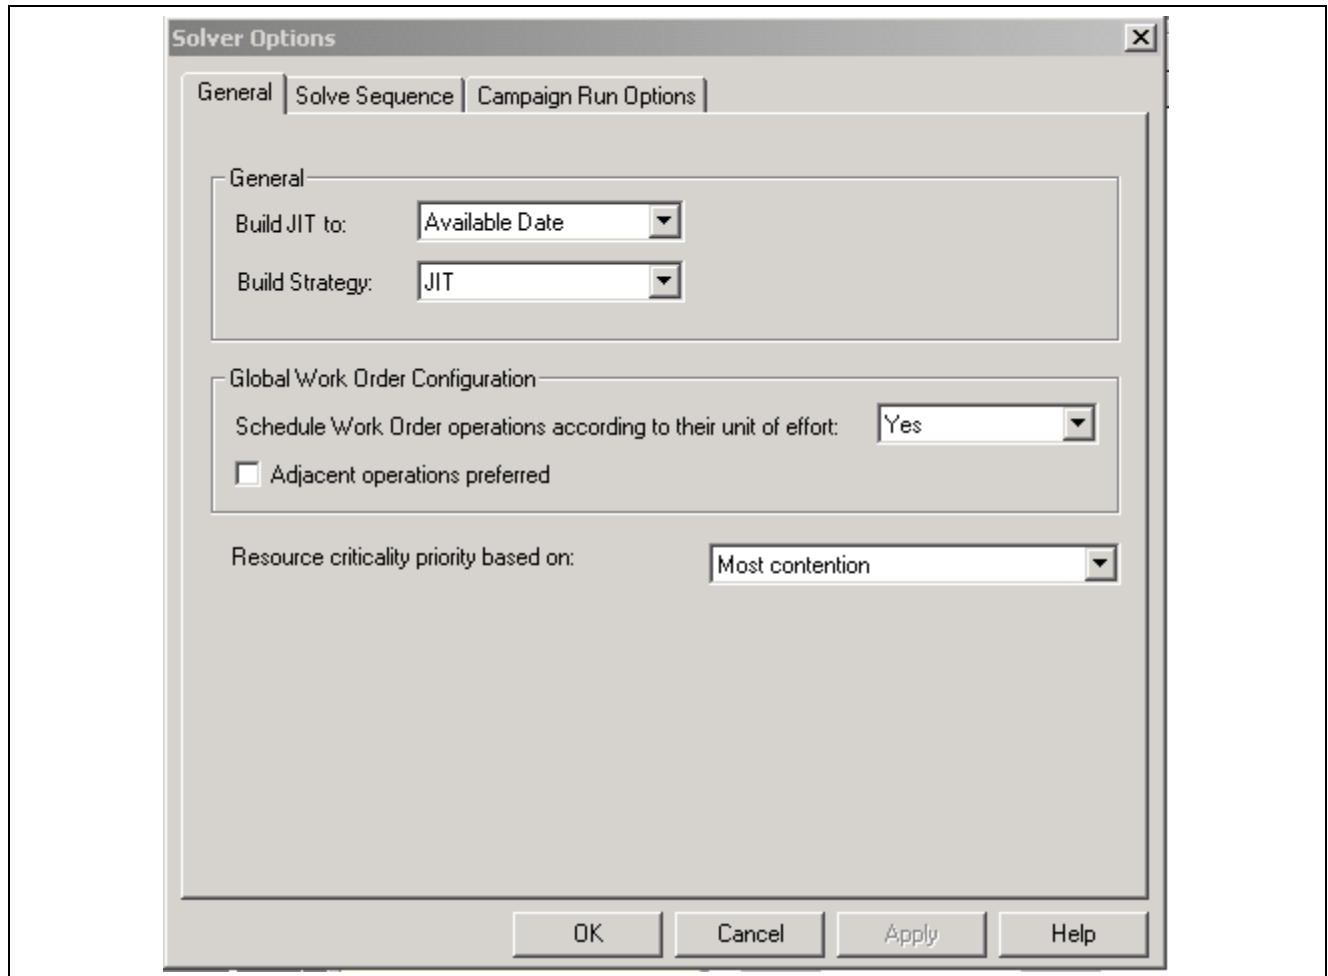 Solver Options
General Solve Sequence Campaign Run Options
General
Build JIT to: Available Date
Build Strategy: JIT
Global Work Order Configuration
Schedule Work Order operations according to their unit of effort: Yes
Adjacent operations preferred
Resource criticality priority based on: Most contention
OK Cancel Apply Help